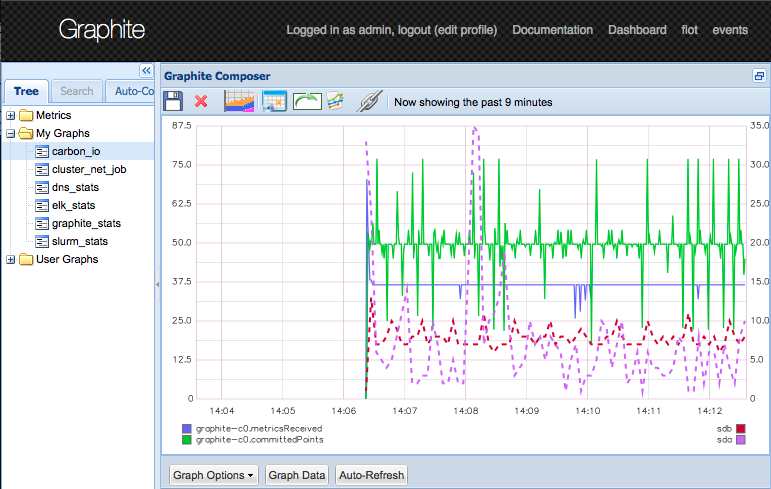 Graphite
Logged in as admin, logout (edit profile) Documentation Dashboard flot events
Tree Search Auto-Co
Metrics
My Graphs
carbon_io
cluster_net_job
dns_stats
elk_stats
graphite_stats
slurm_stats
User Graphs
Graphite Composer
Now showing the past 9 minutes
87.5 35.0
75.0 30.0
62.5 25.0
50.0 20.0
37.5 15.0
25.0 10.0
12.5 5.0
0 0
14:04 14:05 14:06 14:07 14:08 14:09 14:10 14:11 14:12
graphite-c0.metricsReceived sdb
graphite-c0.committedPoints sda
Graph Options Graph Data Auto-Refresh